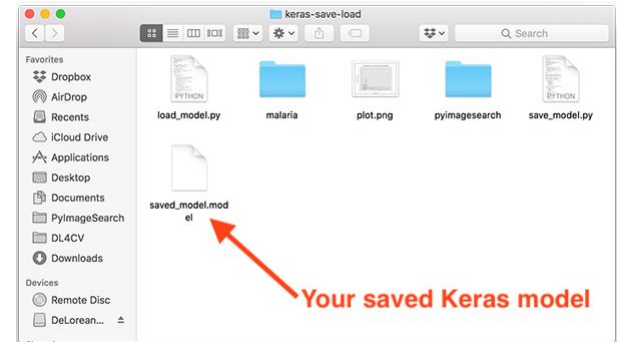 keras-save-load
Search
Favorites
Dropbox
AirDrop
Recents
iCloud Drive
Applications
Desktop
Documents
PyImageSearch
DL4CV
Downloads
Devices
Remote Disc
DeLorean...
PYTHON
PYTHON
load_model.py
malaria
plot.png
pyimagesearch
save_model.py
saved_model.mod
el
Your saved Keras model